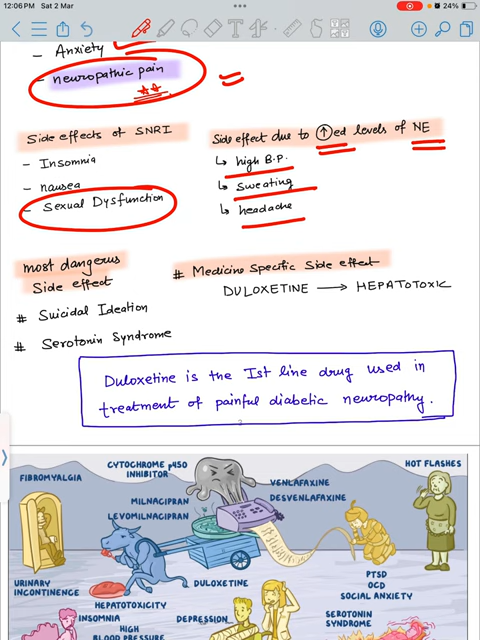 12:06 PM Sat 2 Mar
24%
- Anxiety
- neuropathic pain
Side effects of SNRI
- Insomnia
- nausea
- Sexual Dysfunction
Side effect due to ↑ed levels of NE
↳ high B.P.
↳ sweating
↳ headache
most dangerous
Side effect
# Suicidal Ideation
# Serotonin Syndrome
# Medicine Specific Side effect
DULOXETINE → HEPATOTOXIC
Duloxetine is the Ist line drug used in
treatment of painful diabetic neuropathy.
FIBROMYALGIA
CYTOCHROME P450
INHIBITOR
MILNACIPRAN
LEVOMILNACIPRAN
VENLAFAXINE
DESVENLAFAXINE
HOT FLASHES
URINARY
INCONTINENCE
HEPATOTOXICITY
DULOXETINE
PTSD
OCD
SOCIAL ANXIETY
INSOMNIA
HIGH
BLOOD PRESSURE
DEPRESSION
SEROTONIN
SYNDROME